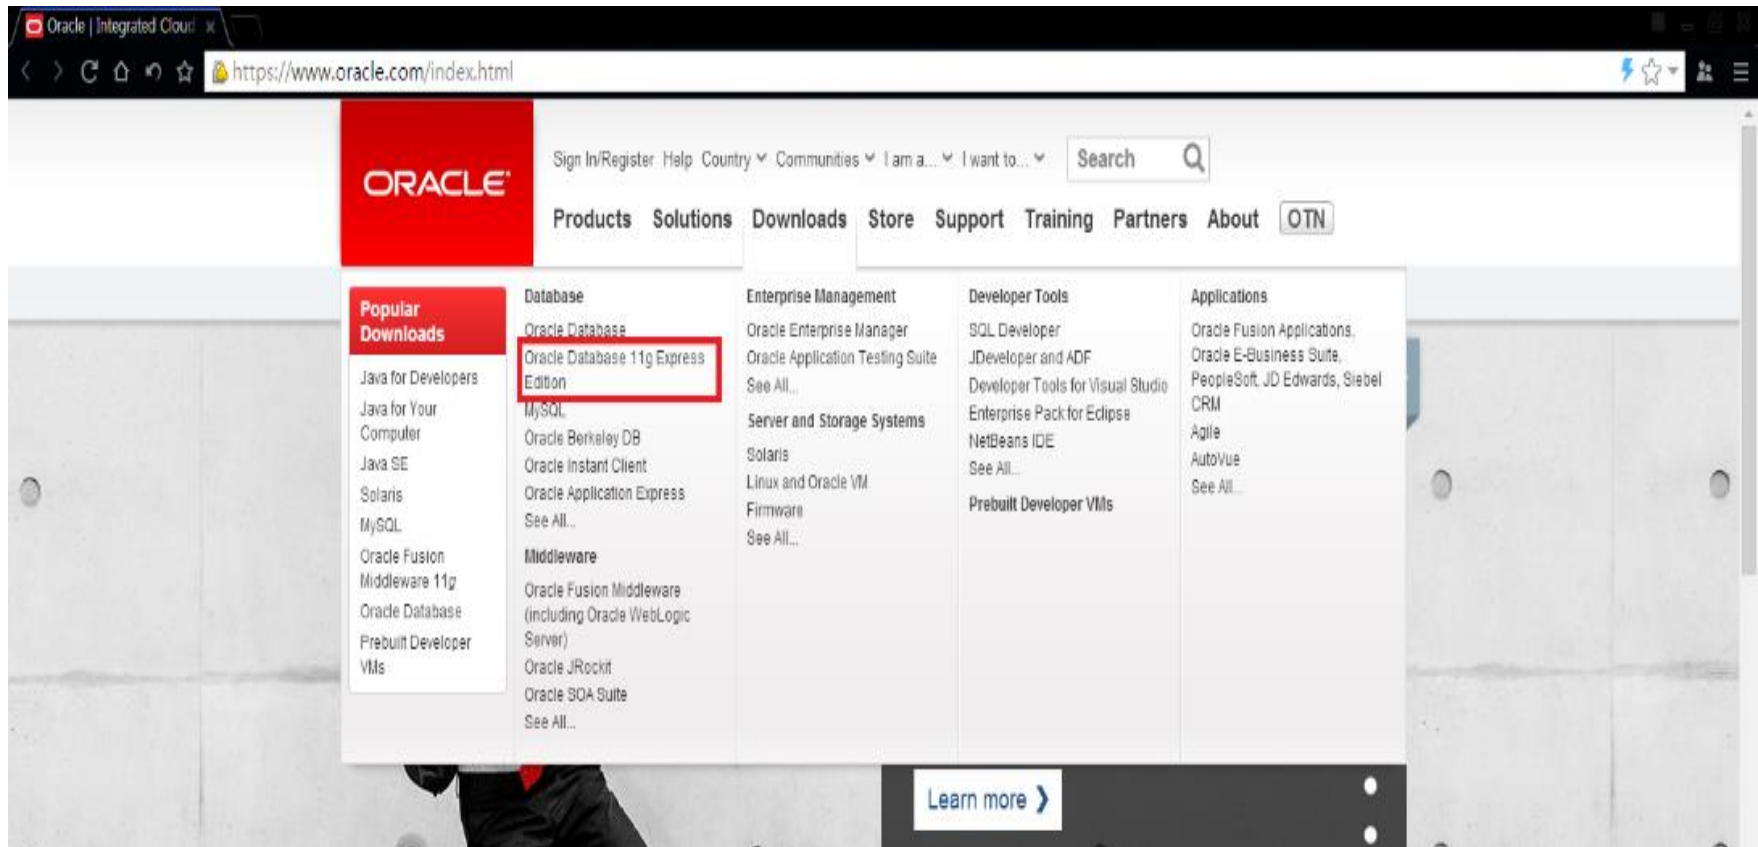 Oracle | Integrated Cloud
https://www.oracle.com/index.html
ORACLE
Sign In/Register Help Country Communities I am a... I want to... Search
Products Solutions Downloads Store Support Training Partners About OTN
Popular
Downloads
Java for Developers
Java for Your
Computer
Java SE
Solaris
MySQL
Oracle Fusion
Middleware 11g
Oracle Database
Prebuilt Developer
VMs
Database
Oracle Database
Oracle Database 11g Express
Edition
MySQL
Oracle Berkeley DB
Oracle Instant Client
Oracle Application Express
See All...
Middleware
Oracle Fusion Middleware
(including Oracle WebLogic
Server)
Oracle JRockit
Oracle SOA Suite
See All...
Enterprise Management
Oracle Enterprise Manager
Oracle Application Testing Suite
See All...
Server and Storage Systems
Solaris
Linux and Oracle VM
Firmware
See All...
Developer Tools
SQL Developer
JDeveloper and ADF
Developer Tools for Visual Studio
Enterprise Pack for Eclipse
NetBeans IDE
See All...
Prebuilt Developer VMs
Applications
Oracle Fusion Applications,
Oracle E-Business Suite,
PeopleSoft, JD Edwards, Siebel
CRM
Agile
AutoVue
See All...
Learn more